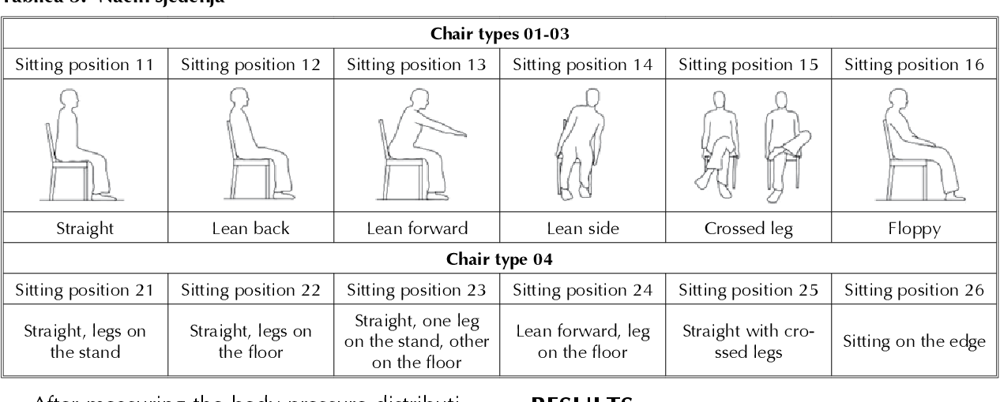 Tablica 3. Način sjedenja
Chair types 01-03
Sitting position 11 Sitting position 12 Sitting position 13 Sitting position 14 Sitting position 15 Sitting position 16
Straight Lean back Lean forward Lean side Crossed leg Floppy
Chair type 04
Sitting position 21 Sitting position 22 Sitting position 23 Sitting position 24 Sitting position 25 Sitting position 26
Straight, legs on
the stand
Straight, legs on
the floor
Straight, one leg
on the stand, other
on the floor
Lean forward, leg
on the floor
Straight with cro-
ssed legs
Sitting on the edge
After measuring the body pressure distributi
RESULTS